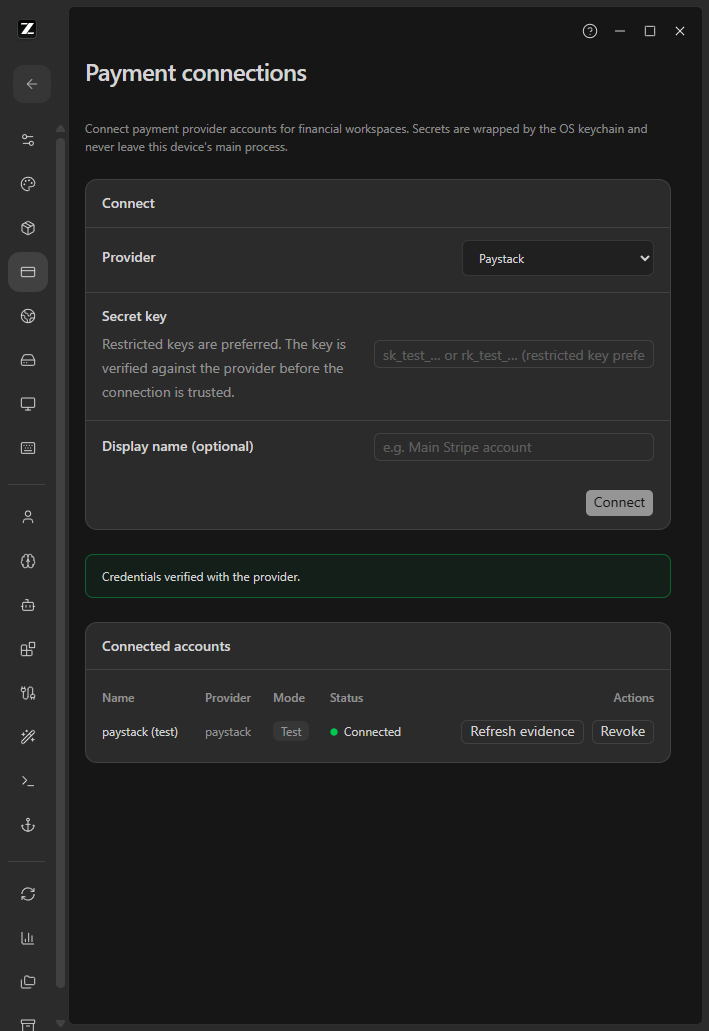 Z
Payment connections
Connect payment provider accounts for financial workspaces. Secrets are wrapped by the OS keychain and
never leave this device's main process.
Connect
Provider
Paystack
Secret key
Restricted keys are preferred. The key is
verified against the provider before the
connection is trusted.
sk_test_... or rk_test_... (restricted key prefe
Display name (optional)
e.g. Main Stripe account
Connect
Credentials verified with the provider.
Connected accounts
Name Provider Mode Status Actions
paystack (test) paystack Test Connected Refresh evidence Revoke